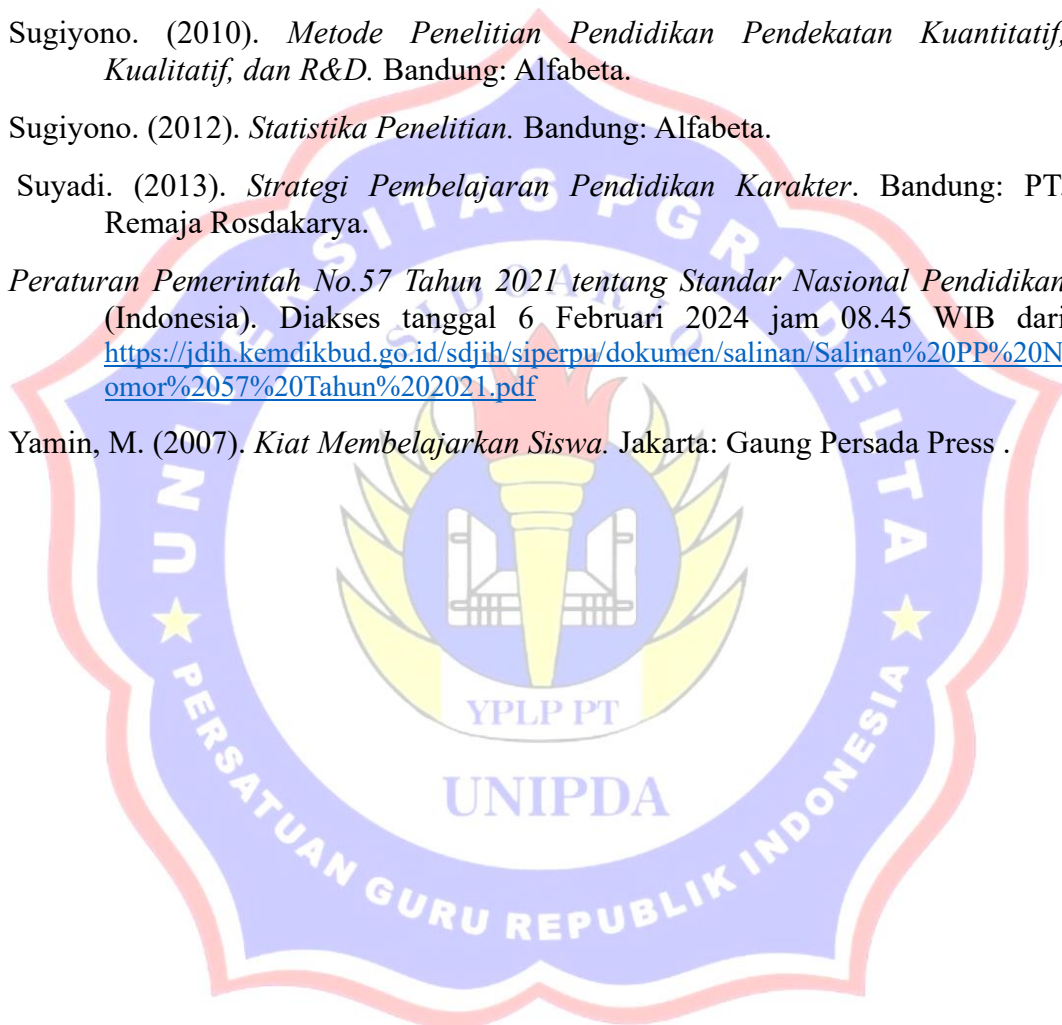 Sugiyono. (2010). Metode Penelitian Pendidikan Pendekatan Kuantitatif,
Kualitatif, dan R&D. Bandung: Alfabeta.
Sugiyono. (2012). Statistika Penelitian. Bandung: Alfabeta.
Suyadi. (2013). Strategi Pembelajaran Pendidikan Karakter. Bandung: PT.
Remaja Rosdakarya.
Peraturan Pemerintah No.57 Tahun 2021 tentang Standar Nasional Pendidikan
(Indonesia). Diakses tanggal 6 Februari 2024 jam 08.45 WIB dari
https://jdih.kemdikbud.go.id/sdjih/siperpu/dokumen/salinan/Salinan%20PP%20N
omor%2057%20Tahun%202021.pdf
Yamin, M. (2007). Kiat Membelajarkan Siswa. Jakarta: Gaung Persada Press .
UNIVERSITAS PGRI DELTA
SIDOARJO
YPLP PT
UNIPDA
PERSATUAN GURU REPUBLIK INDONESIA